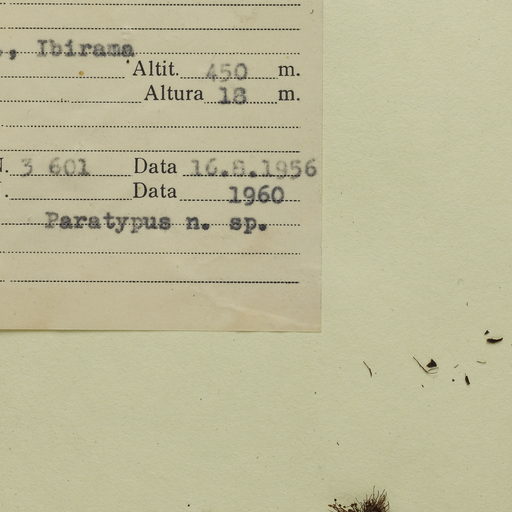 ., Ibirama
Altit. 450 m.
Altura 18 m.
N. 3 601 Data 16.8.1956
Data 1960
Paratypus n. sp.